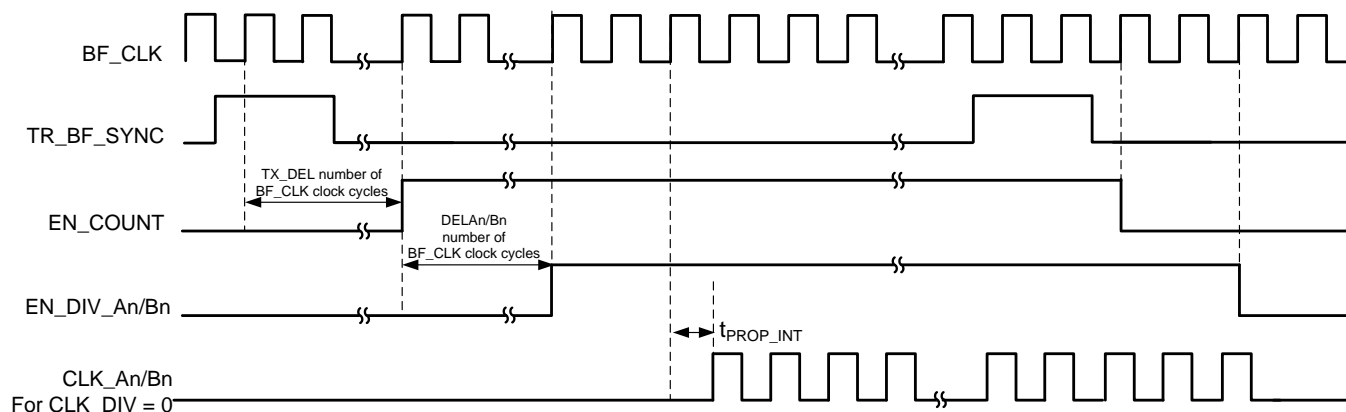 BF_CLK
TR_BF_SYNC
TX_DEL number of
BF_CLK clock cycles
EN_COUNT
DELAn/Bn
number of
BF_CLK clock cycles
EN_DIV_An/Bn
tPROP_INT
CLK_An/Bn
For CLK_DIV = 0